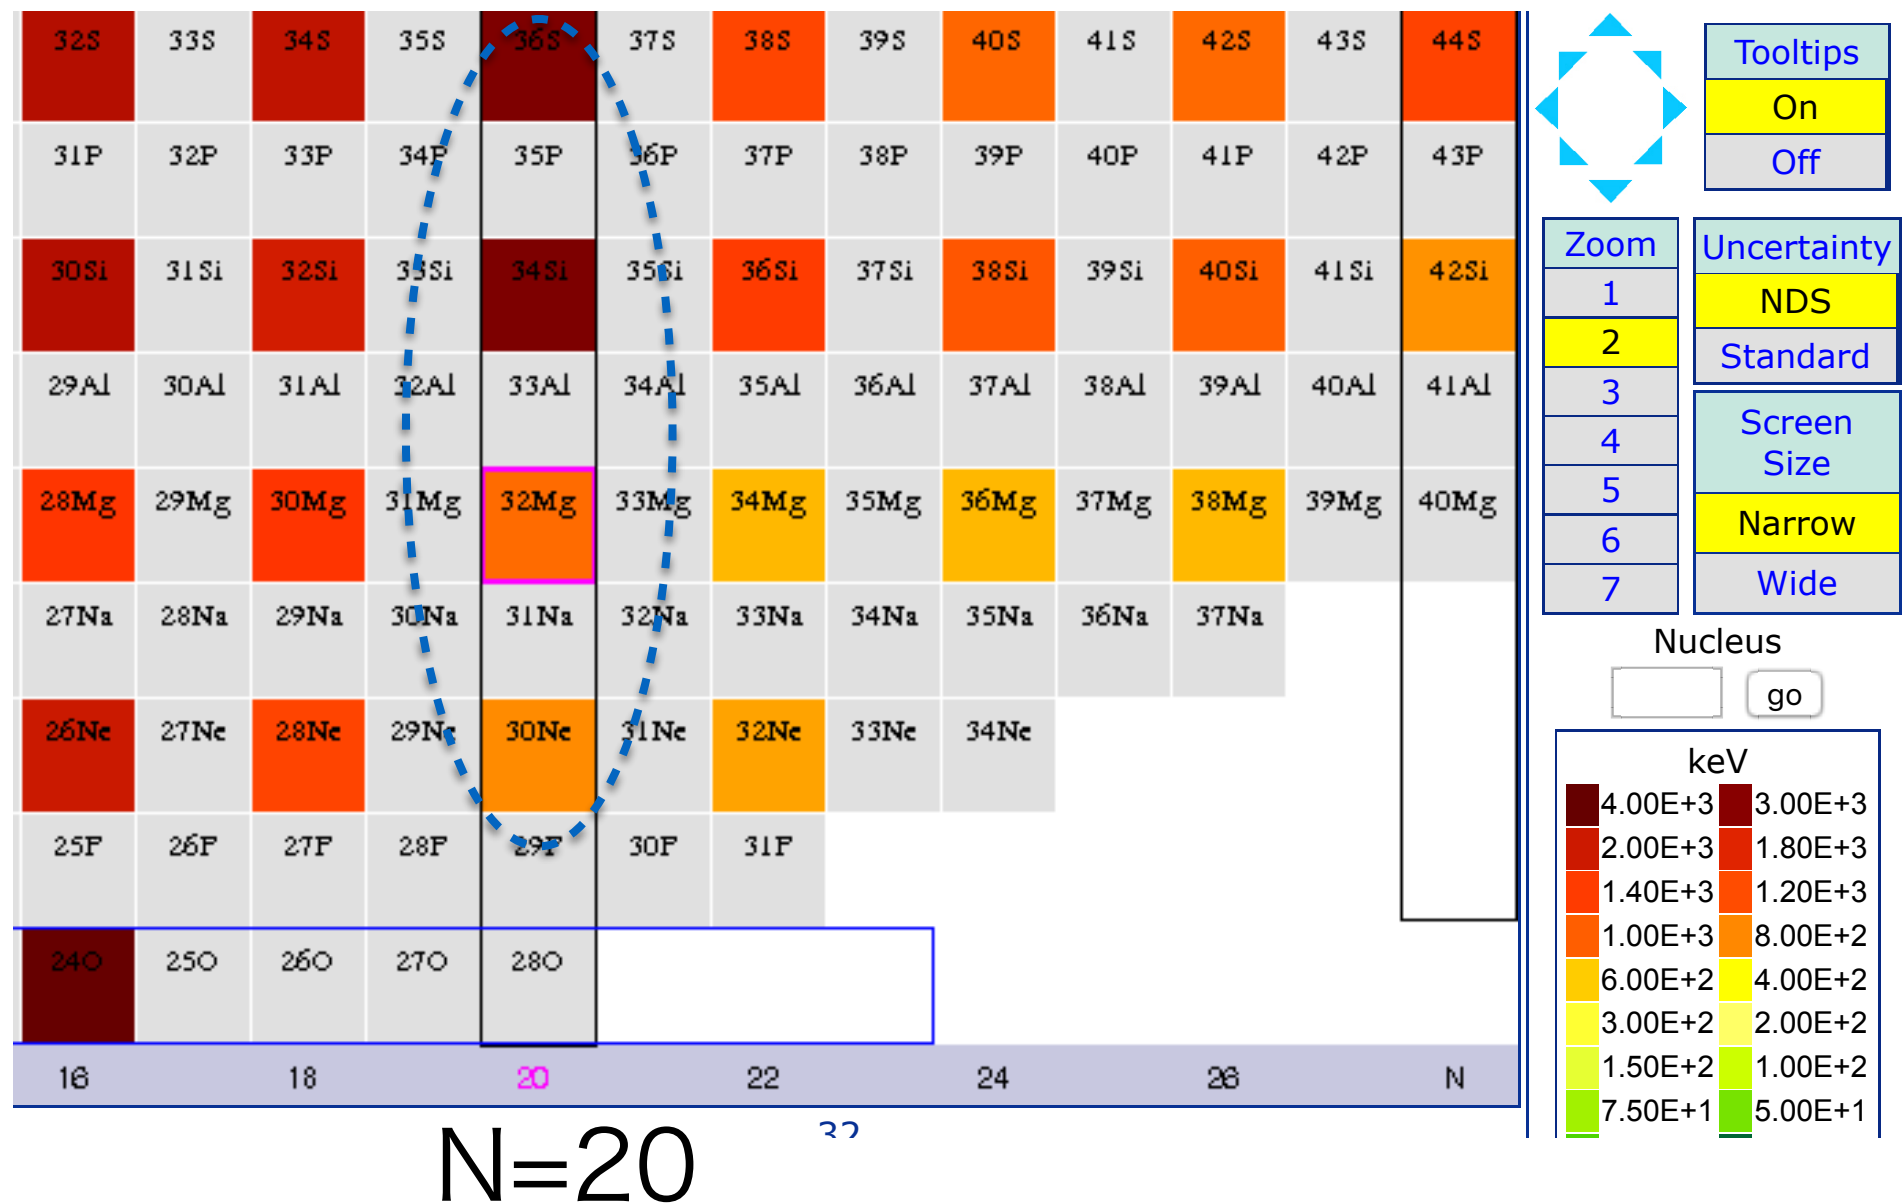 32S 33S 34S 35S 36S 37S 38S 39S 40S 41S 42S 43S 44S
31P 32P 33P 34P 35P 36P 37P 38P 39P 40P 41P 42P 43P
30Si 31Si 32Si 33Si 34Si 35Si 36Si 37Si 38Si 39Si 40Si 41Si 42Si
29Al 30Al 31Al 32Al 33Al 34Al 35Al 36Al 37Al 38Al 39Al 40Al 41Al
28Mg 29Mg 30Mg 31Mg 32Mg 33Mg 34Mg 35Mg 36Mg 37Mg 38Mg 39Mg 40Mg
27Na 28Na 29Na 30Na 31Na 32Na 33Na 34Na 35Na 36Na 37Na
26Ne 27Ne 28Ne 29Ne 30Ne 31Ne 32Ne 33Ne 34Ne
25F 26F 27F 28F 29F 30F 31F
24O 25O 26O 27O 28O
16 18 20 22 24 26 N
32
N=20
Tooltips
On
Off
Zoom
1
2
3
4
5
6
7
Uncertainty
NDS
Standard
Screen
Size
Narrow
Wide
Nucleus
go
keV
4.00E+3 3.00E+3
2.00E+3 1.80E+3
1.40E+3 1.20E+3
1.00E+3 8.00E+2
6.00E+2 4.00E+2
3.00E+2 2.00E+2
1.50E+2 1.00E+2
7.50E+1 5.00E+1